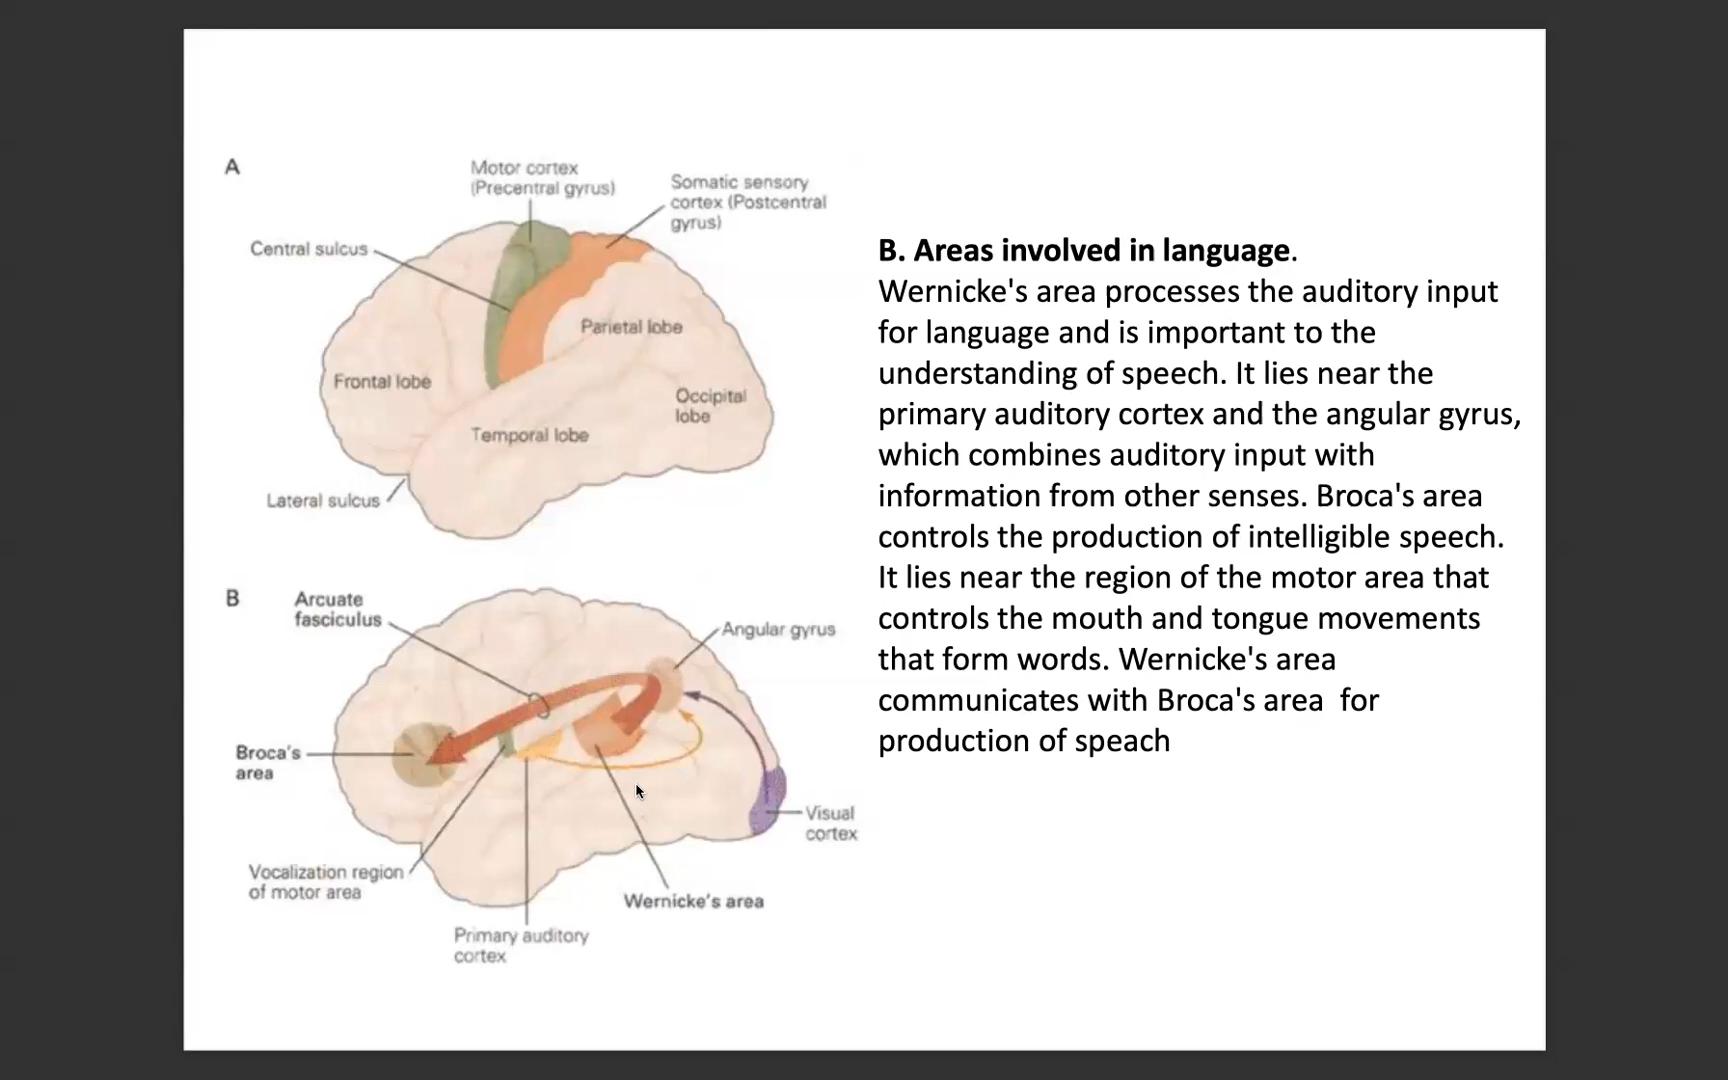 A
Motor cortex
(Precentral gyrus)
Somatic sensory
cortex (Postcentral
gyrus)
Central sulcus
Parietal lobe
Frontal lobe
Occipital
lobe
Temporal lobe
Lateral sulcus
B
Arcuate
fasciculus
Angular gyrus
Broca's
area
Visual
cortex
Vocalization region
of motor area
Wernicke's area
Primary auditory
cortex
B. Areas involved in language.
Wernicke's area processes the auditory input
for language and is important to the
understanding of speech. It lies near the
primary auditory cortex and the angular gyrus,
which combines auditory input with
information from other senses. Broca's area
controls the production of intelligible speech.
It lies near the region of the motor area that
controls the mouth and tongue movements
that form words. Wernicke's area
communicates with Broca's area  for
production of speach